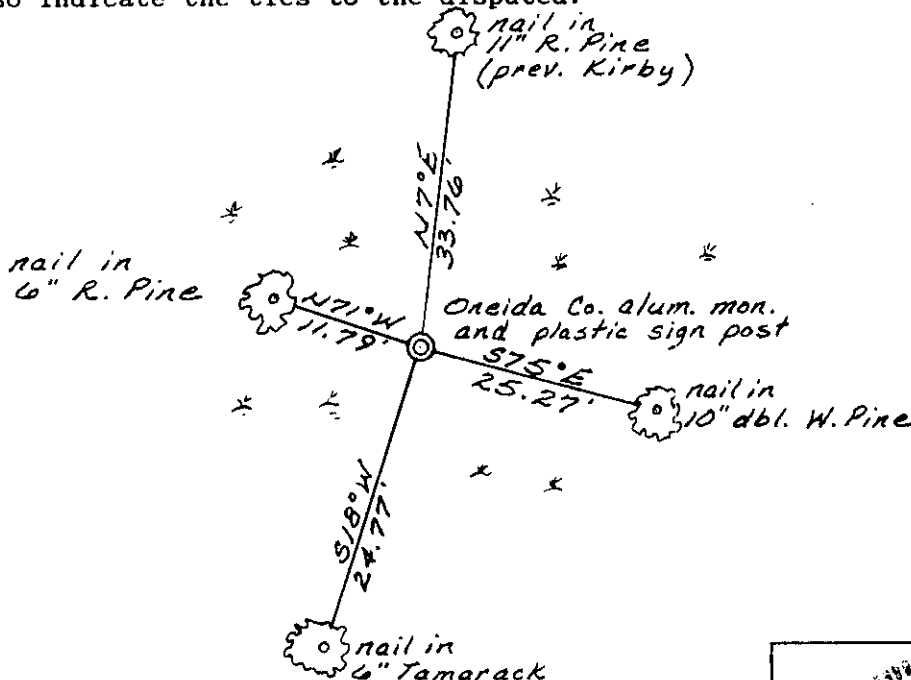 so indicate the ties to the disputed.
nail in
11" R. Pine
(prev. Kirby)
N7°E
33.76'
nail in
6" R. Pine
N71°W
11.79'
Oneida Co. alum. mon.
and plastic sign post
S75°E
25.27'
nail in
10" dbl. W. Pine
S18°W
24.77'
nail in
6" Tamarack